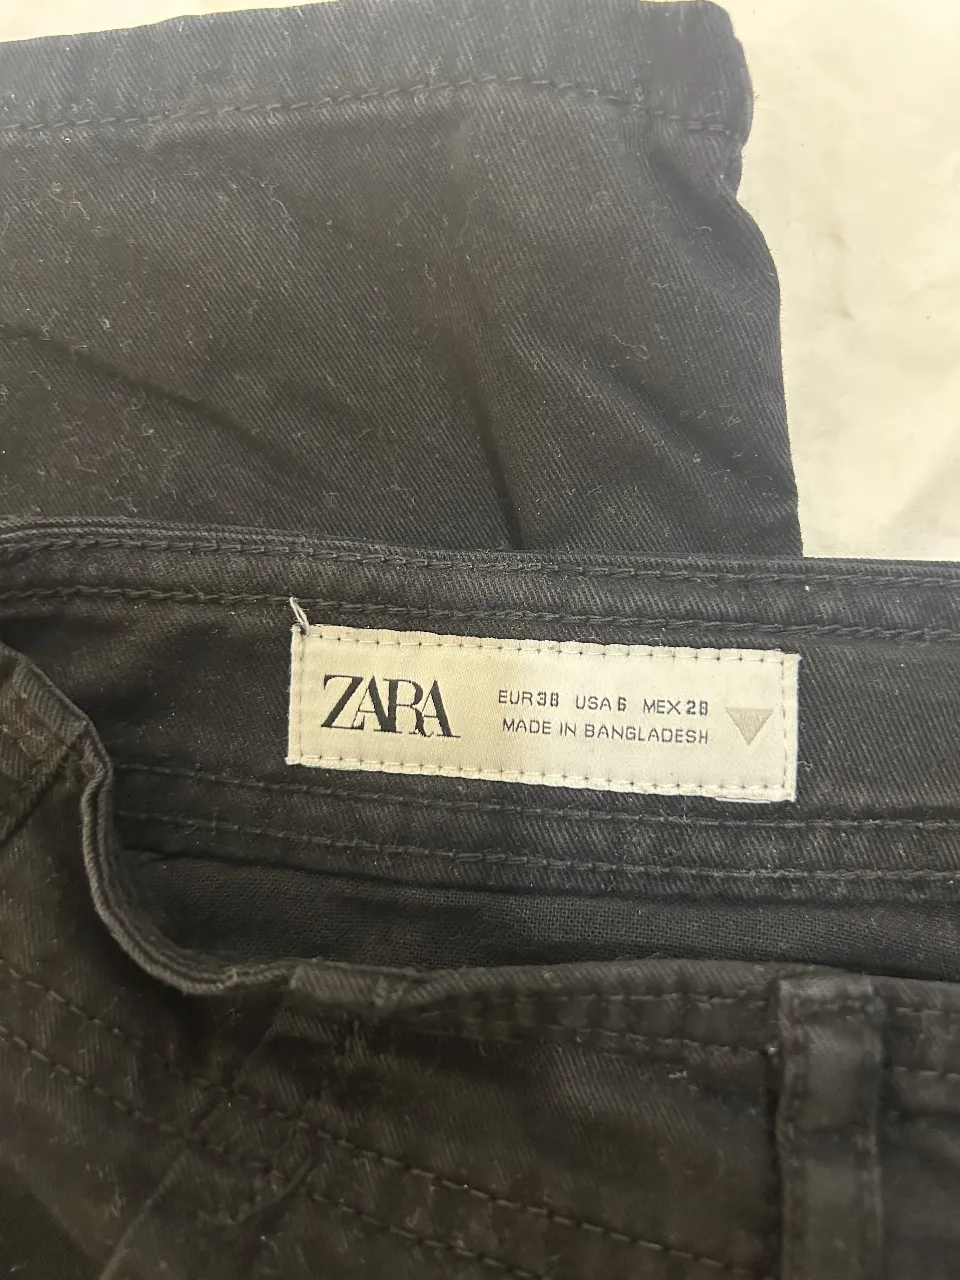 ZARA
EUR 38 USA 6 MEX 28
MADE IN BANGLADESH